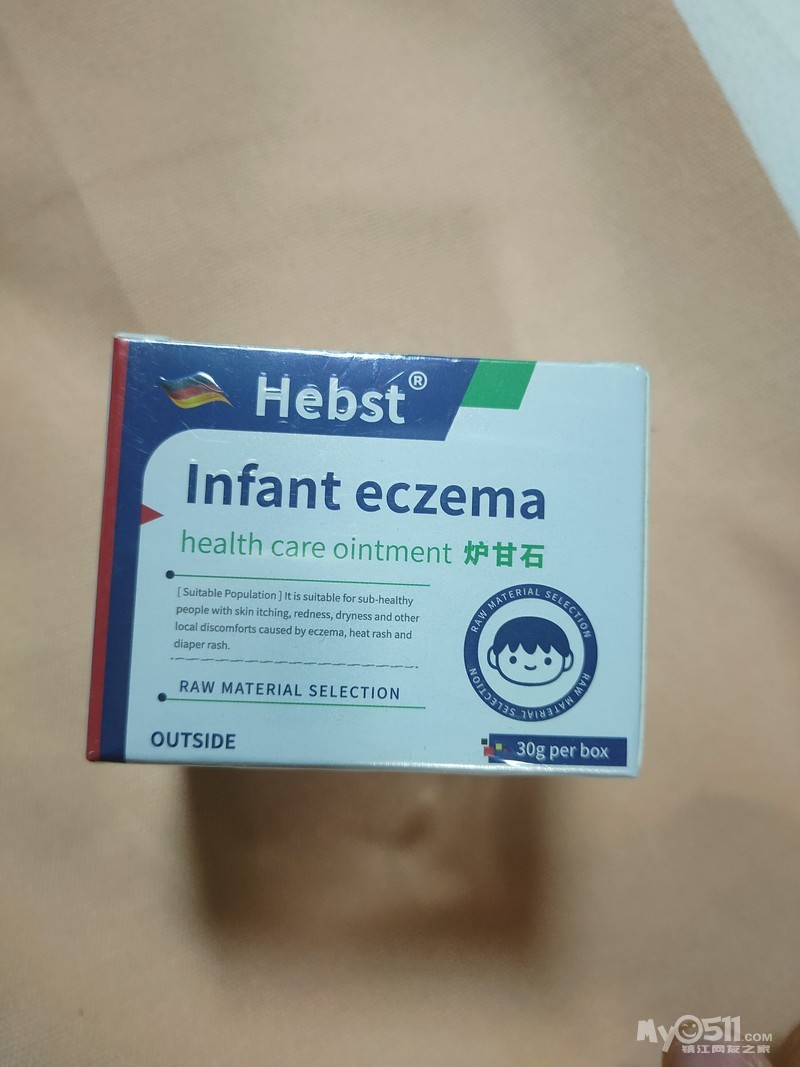 Hebst®
Infant eczema
health care ointment 炉甘石
[ Suitable Population ] It is suitable for sub-healthy
people with skin itching, redness, dryness and other
local discomforts caused by eczema, heat rash and
diaper rash.
RAW MATERIAL SELECTION
RAW MATERIAL SELECTION
RAW MATERIAL SELECTION
OUTSIDE
30g per box
My0511.COM
镇江网友之家